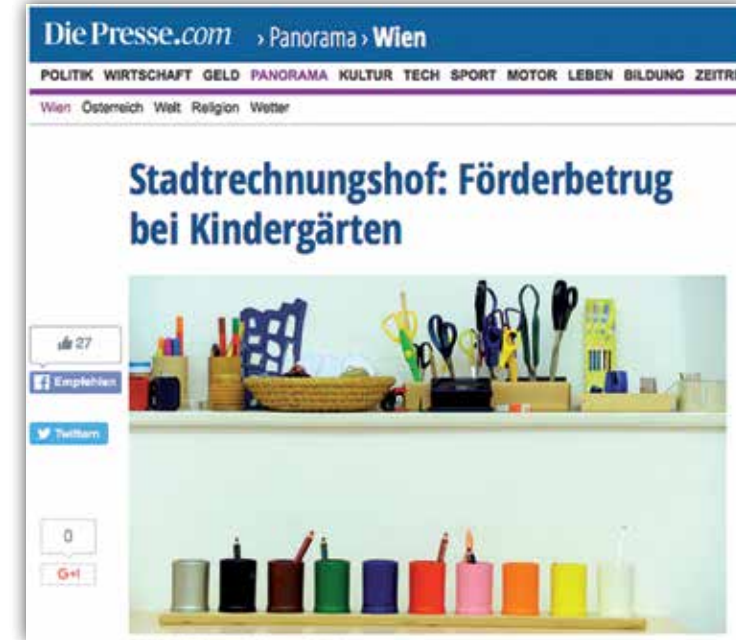 Die Presse.com › Panorama › Wien
POLITIK WIRTSCHAFT GELD PANORAMA KULTUR TECH SPORT MOTOR LEBEN BILDUNG
Wien Österreich Welt Religion Wetter
Stadtrechnungshof: Förderbetrug
bei Kindergärten
27
Empfehlen
Twittern
0
G+1